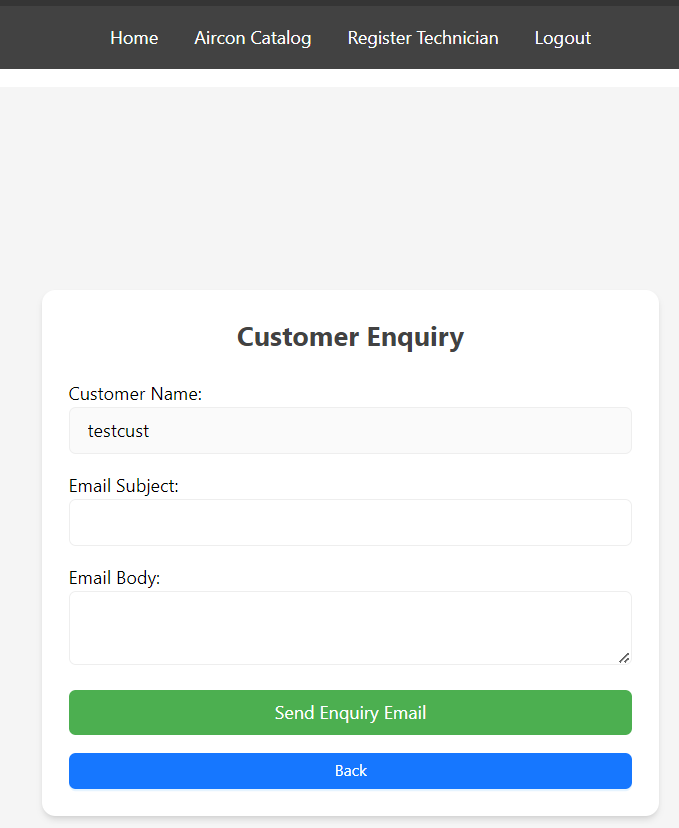 Home Aircon Catalog Register Technician Logout
Customer Enquiry
Customer Name:
testcust
Email Subject:
Email Body:
Send Enquiry Email
Back